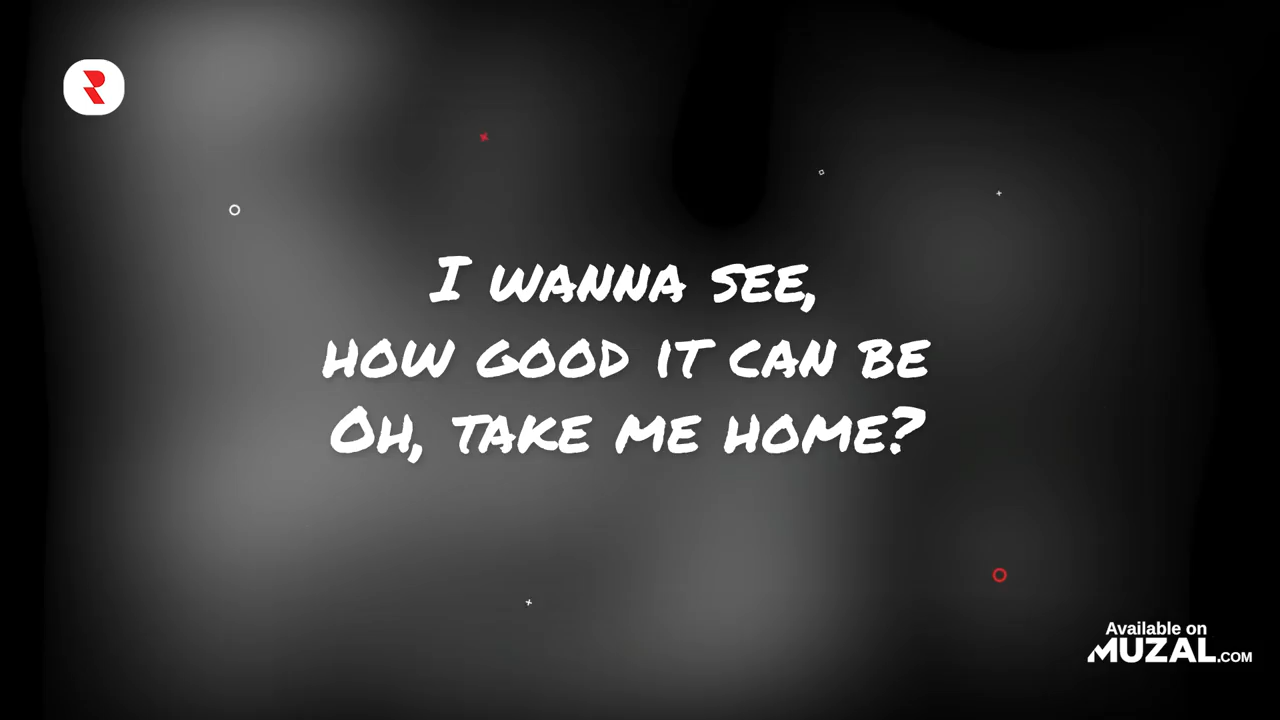 I WANNA SEE,
HOW GOOD IT CAN BE
OH, TAKE ME HOME?
Available on
MUZAL.COM